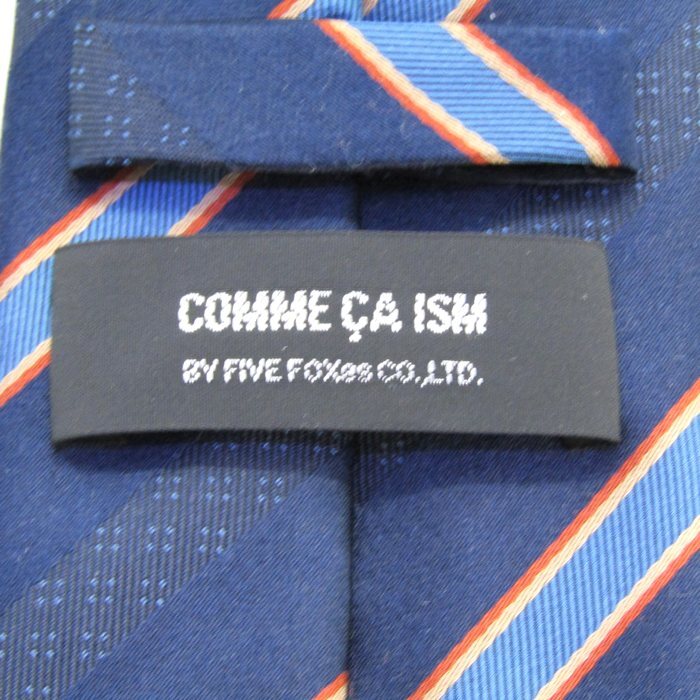 COMME ÇA ISM
BY FIVE FOXes CO.,LTD.